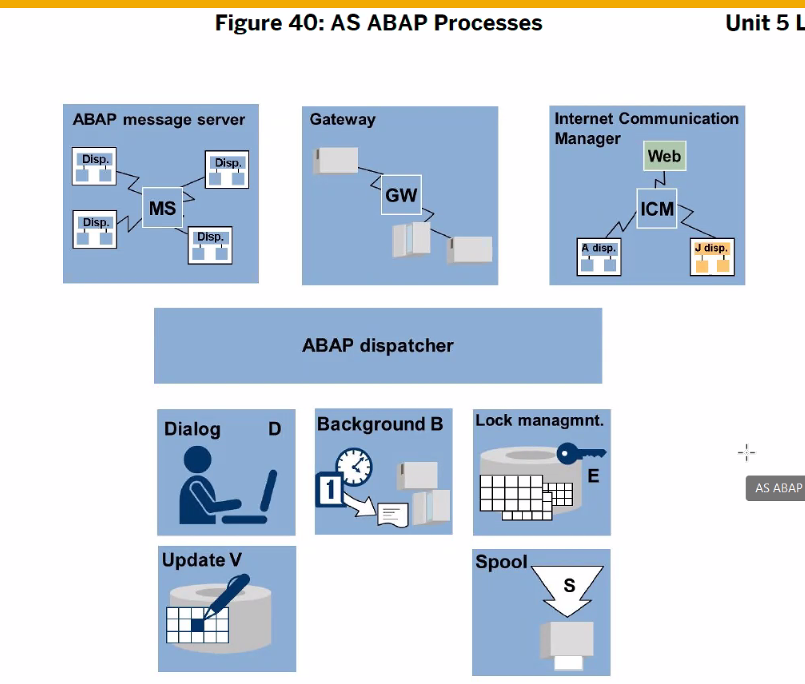 Figure 40: AS ABAP Processes
Unit 5 L
ABAP message server
Disp.
Disp.
MS
Disp.
Disp.
Gateway
GW
Internet Communication
Manager
Web
ICM
A disp.
J disp.
ABAP dispatcher
Dialog D
Background B
1
Lock managmnt.
E
AS ABAP
Update V
Spool
S